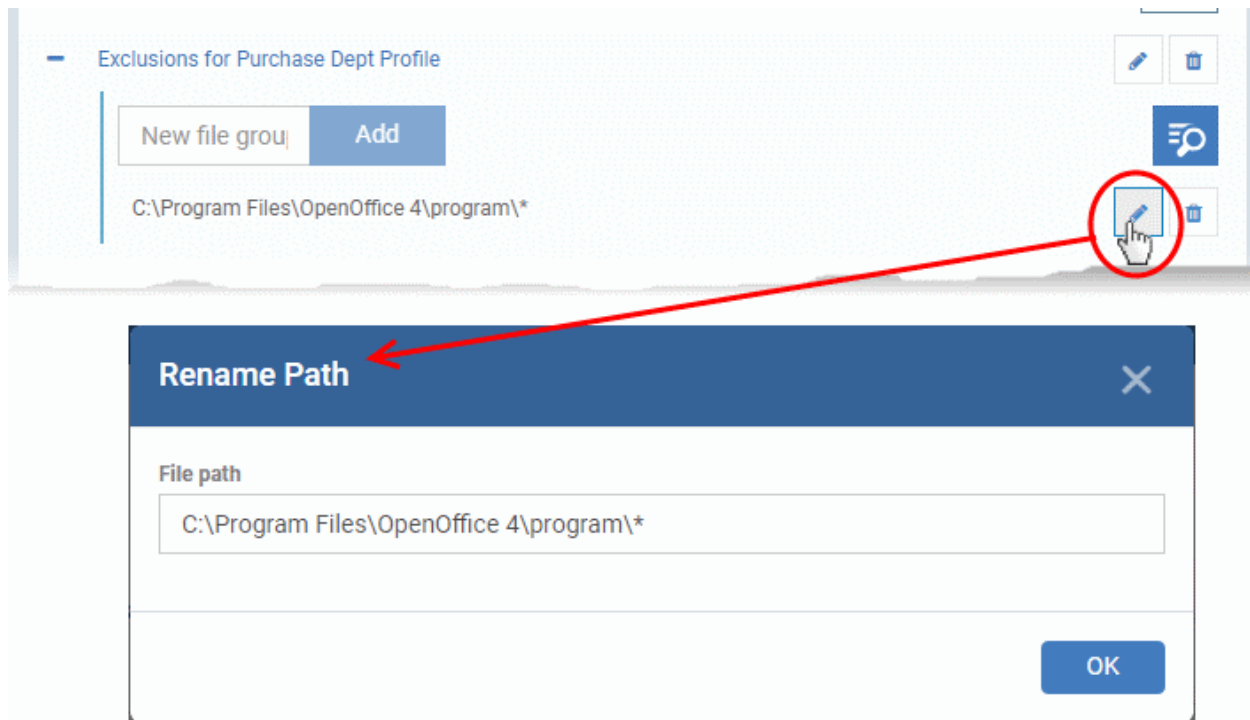 Exclusions for Purchase Dept Profile
New file grou
Add
C:\Program Files\OpenOffice 4\program\*
Rename Path
File path
C:\Program Files\OpenOffice 4\program\*
OK